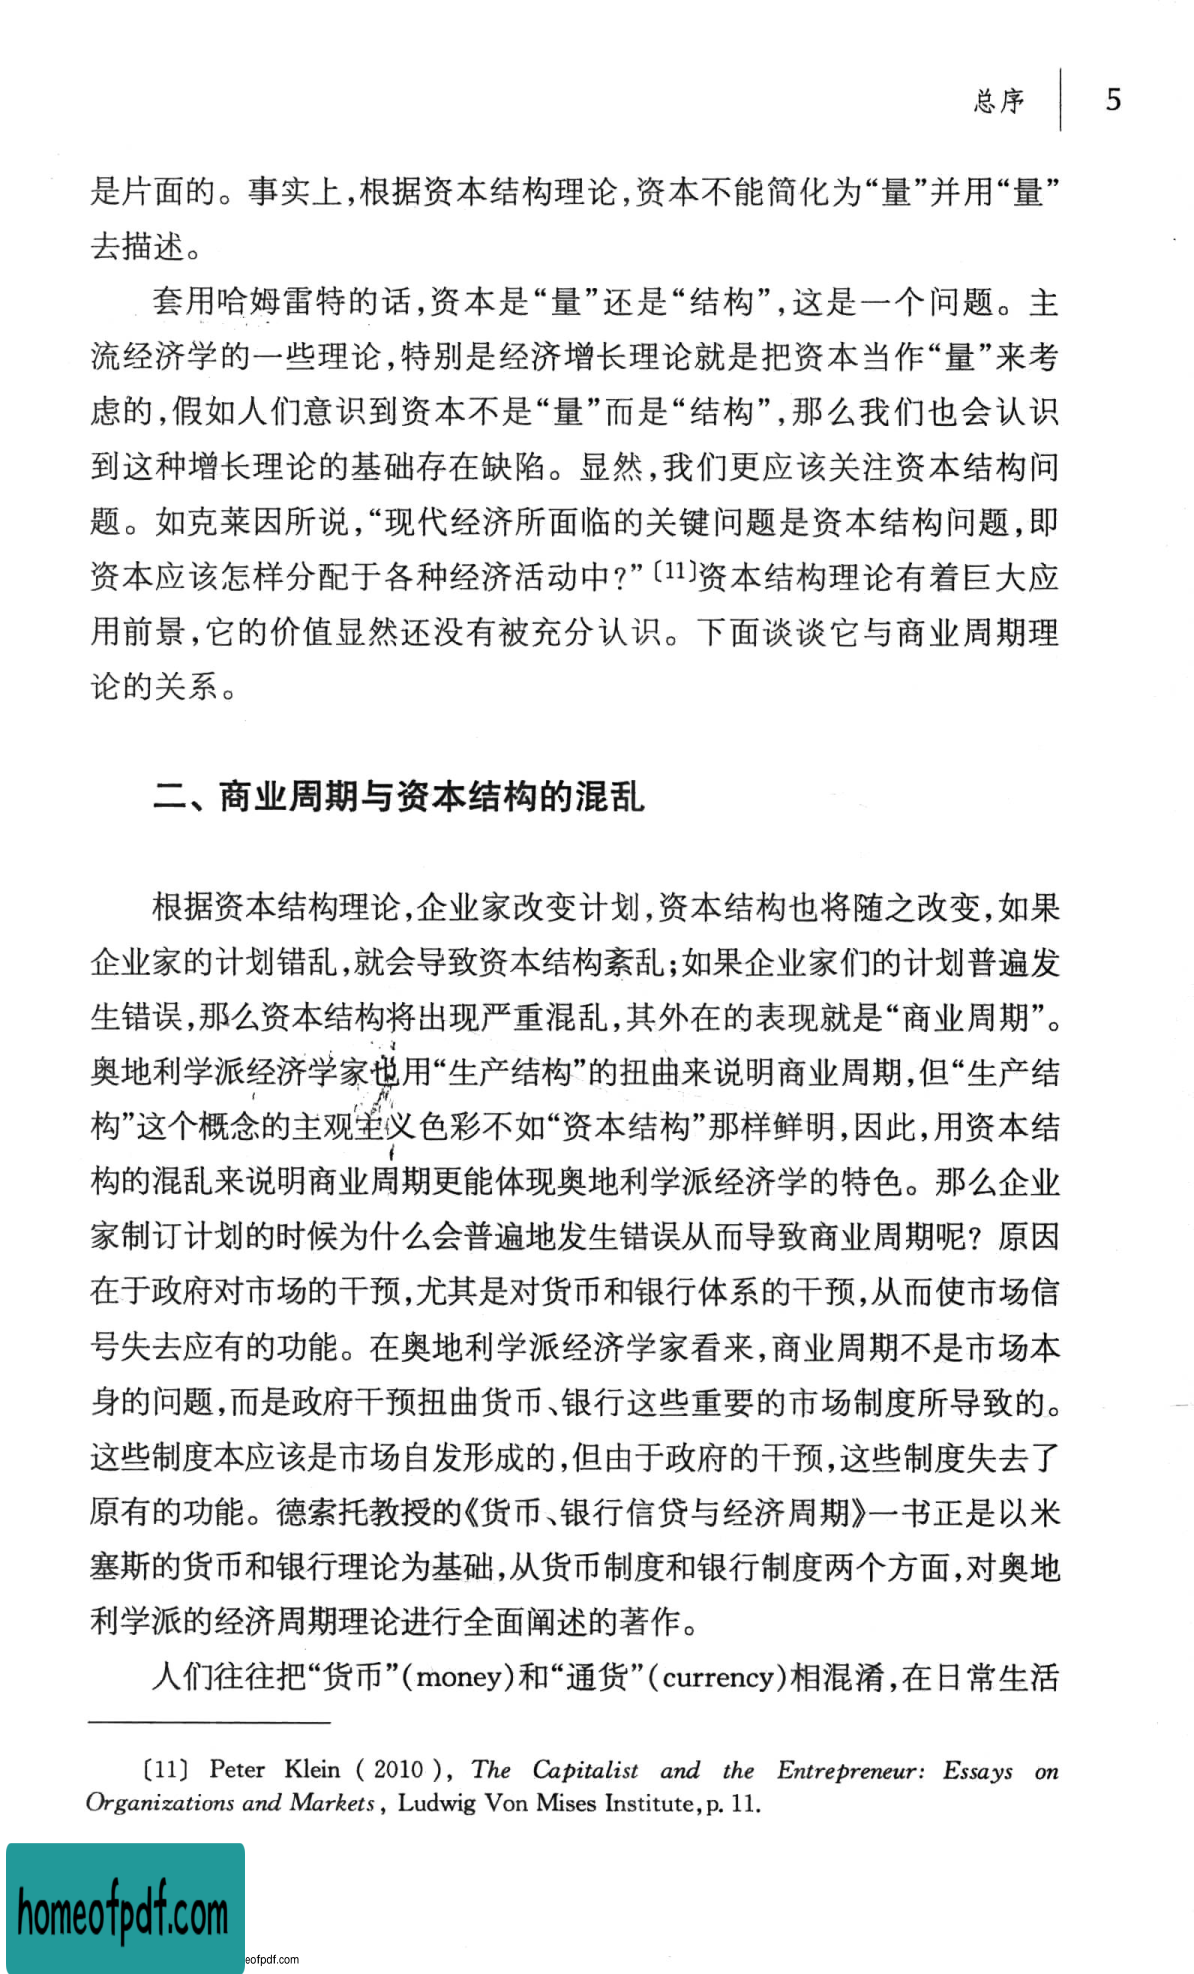 总序 5
是片面的。事实上,根据资本结构理论,资本不能简化为“量”并用“量”
去描述。
套用哈姆雷特的话,资本是“量”还是“结构”,这是一个问题。主
流经济学的一些理论,特别是经济增长理论就是把资本当作“量”来考
虑的,假如人们意识到资本不是“量”而是“结构”,那么我们也会认识
到这种增长理论的基础存在缺陷。显然,我们更应该关注资本结构问
题。如克莱因所说,“现代经济所面临的关键问题是资本结构问题,即
资本应该怎样分配于各种经济活动中?”〔11〕资本结构理论有着巨大应
用前景,它的价值显然还没有被充分认识。下面谈谈它与商业周期理
论的关系。
二、商业周期与资本结构的混乱
根据资本结构理论,企业家改变计划,资本结构也将随之改变,如果
企业家的计划错乱,就会导致资本结构紊乱;如果企业家们的计划普遍发
生错误,那么资本结构将出现严重混乱,其外在的表现就是“商业周期”。
奥地利学派经济学家也用“生产结构”的扭曲来说明商业周期,但“生产结
构”这个概念的主观主义色彩不如“资本结构”那样鲜明,因此,用资本结
构的混乱来说明商业周期更能体现奥地利学派经济学的特色。那么企业
家制订计划的时候为什么会普遍地发生错误从而导致商业周期呢?原因
在于政府对市场的干预,尤其是对货币和银行体系的干预,从而使市场信
号失去应有的功能。在奥地利学派经济学家看来,商业周期不是市场本
身的问题,而是政府干预扭曲货币、银行这些重要的市场制度所导致的。
这些制度本应该是市场自发形成的,但由于政府的干预,这些制度失去了
原有的功能。德索托教授的《货币、银行信贷与经济周期》一书正是以米
塞斯的货币和银行理论为基础,从货币制度和银行制度两个方面,对奥地
利学派的经济周期理论进行全面阐述的著作。
人们往往把“货币”(money)和“通货”(currency)相混淆,在日常生活
〔11〕 Peter Klein ( 2010 ), The Capitalist and the Entrepreneur: Essays on
Organizations and Markets, Ludwig Von Mises Institute,p. 11.
homeofpdf.com
eofpdf.com